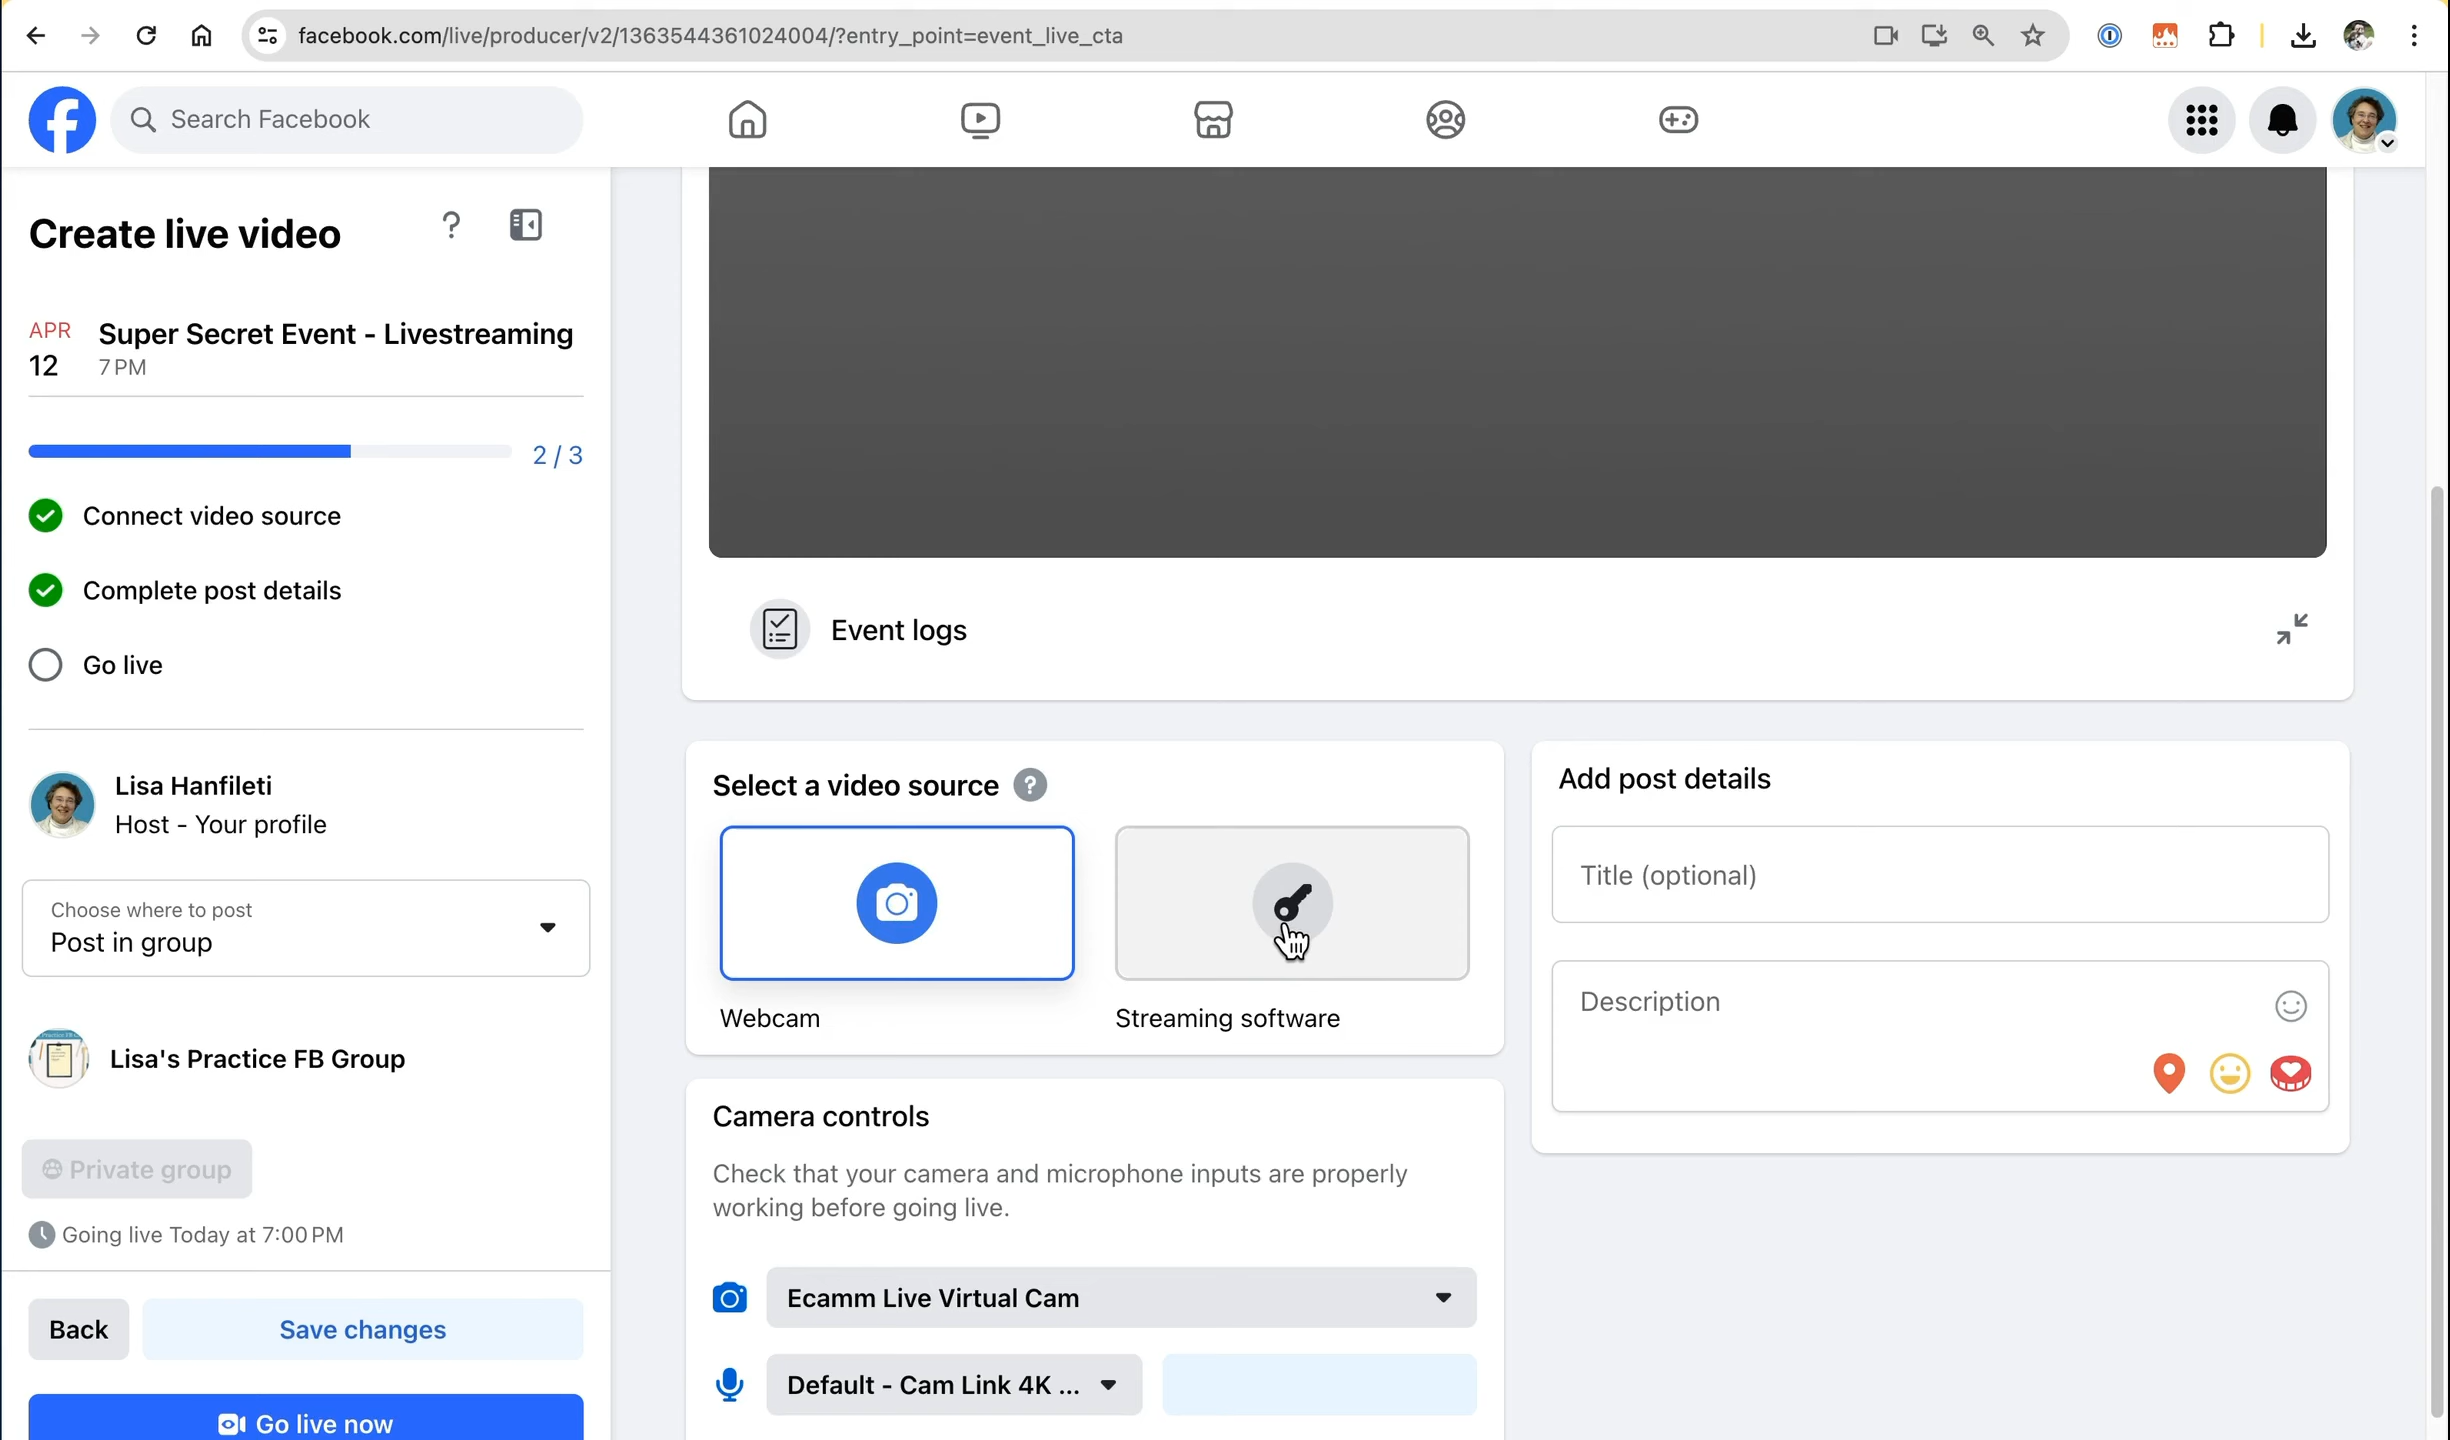 facebook.com/live/producer/v2/1363544361024004/?entry_point=event_live_cta
Search Facebook
Create live video
?
APR
12
Super Secret Event - Livestreaming
7 PM
2 / 3
Connect video source
Complete post details
Go live
Lisa Hanfileti
Host - Your profile
Choose where to post
Post in group
Lisa's Practice FB Group
Private group
Going live Today at 7:00 PM
Back
Save changes
Go live now
Event logs
Select a video source ?
Webcam
Streaming software
Camera controls
Check that your camera and microphone inputs are properly
working before going live.
Ecamm Live Virtual Cam
Default - Cam Link 4K ...
Add post details
Title (optional)
Description